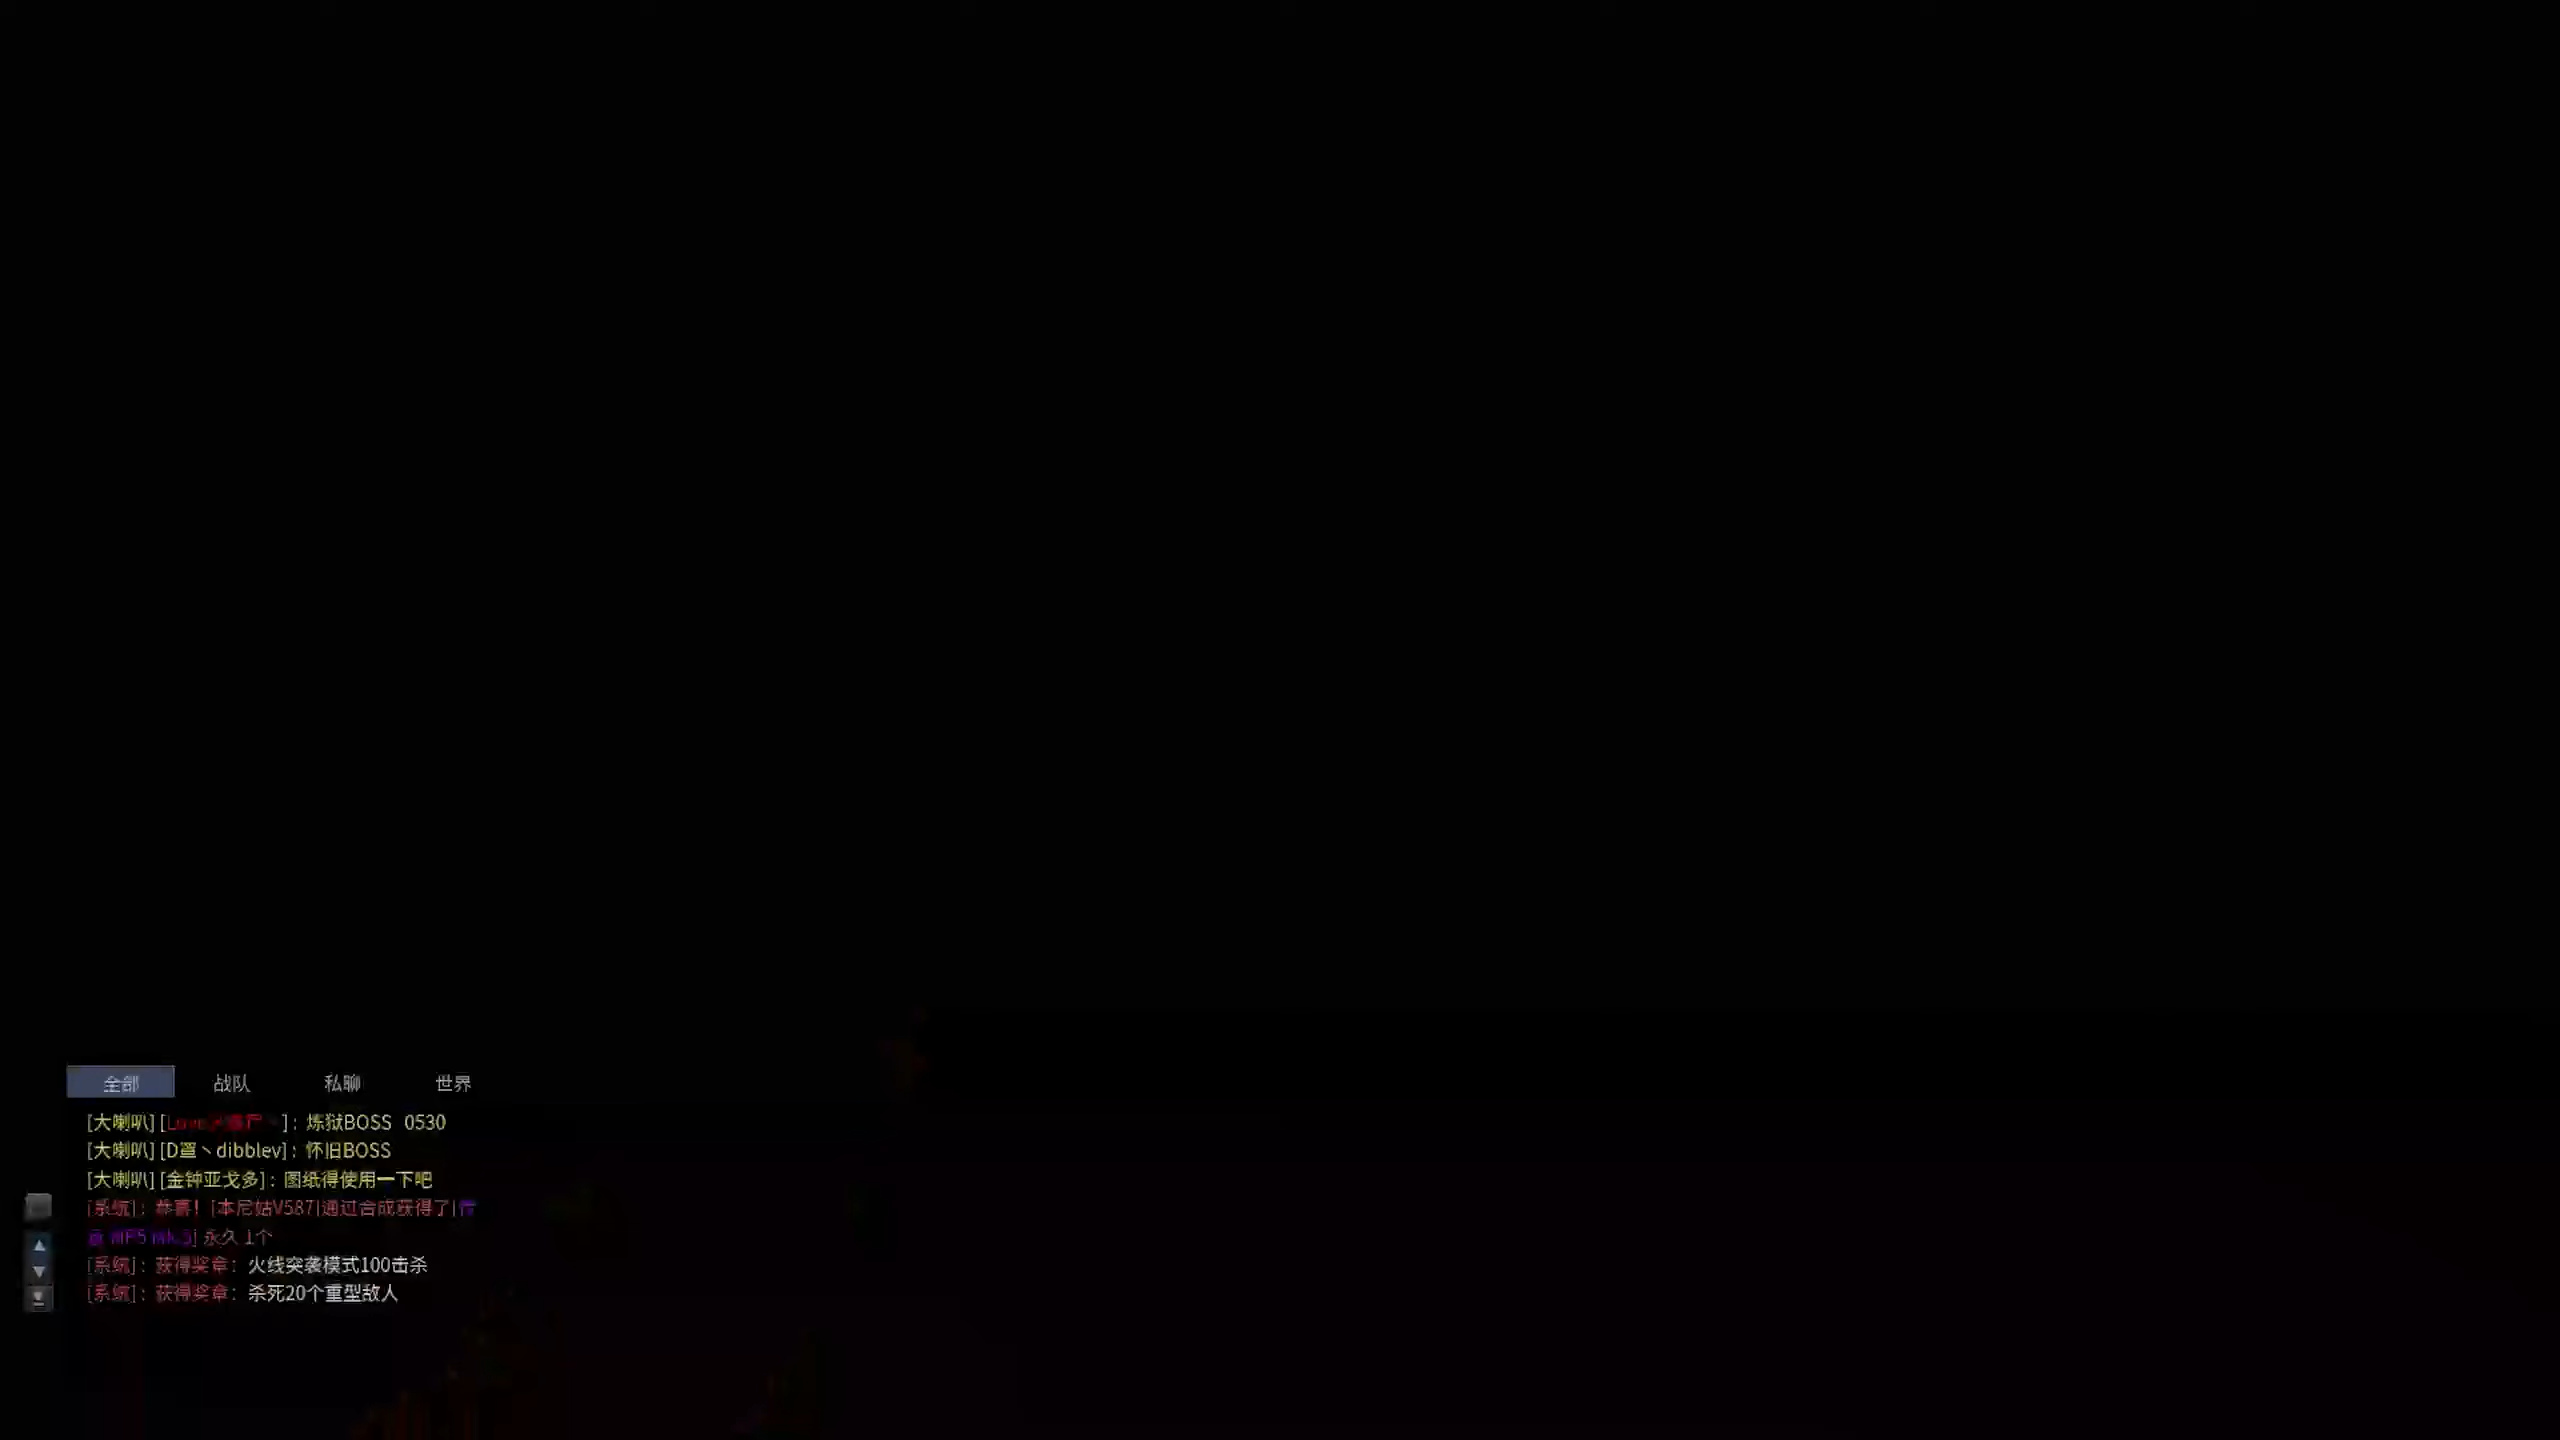 全部 战队 私聊 世界
[大喇叭] [ ]：炼狱BOSS 0530
[大喇叭] [D罩丶dibblev]：怀旧BOSS
[大喇叭] [金钟亚戈多]：图纸得使用一下吧
[系统]：恭喜！[本尼姑V587]通过合成获得了[
] 永久 1个
[系统]：获得奖章：火线突袭模式100击杀
[系统]：获得奖章：杀死20个重型敌人